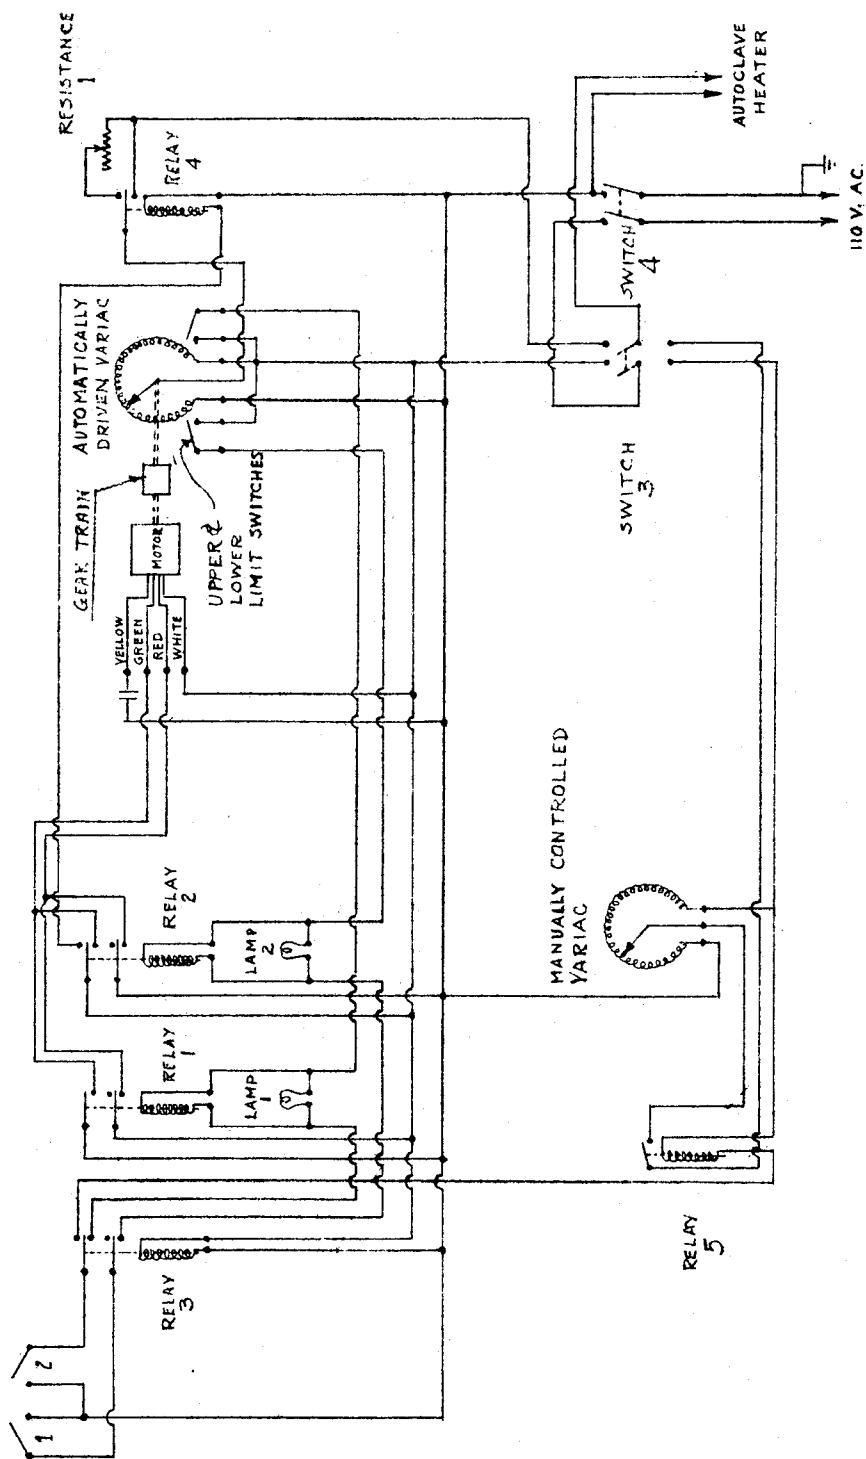 RESISTANCE
1
RELAY
4
AUTOCLAVE
HEATER
110 V. AC.
SWITCH
4
AUTOMATICALLY
DRIVEN VARIAC
GEAR TRAIN
MOTOR
UPPER &
LOWER
LIMIT SWITCHES
YELLOW
GREEN
RED
WHITE
SWITCH
3
MANUALLY CONTROLLED
VARIAC
RELAY
2
LAMP
2
RELAY
1
LAMP
1
RELAY
3
RELAY
5
2
1